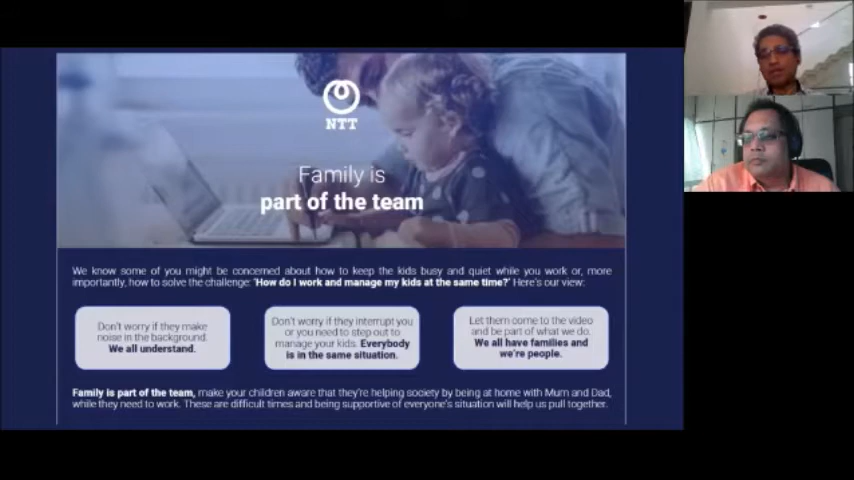 NTT
Family is
part of the team
We know some of you might be concerned about how to keep the kids busy and quiet while you work or, more
importantly, how to solve the challenge: 'How do I work and manage my kids at the same time?' Here's our view:
Don't worry if they make
noise in the background.
We all understand.
Don't worry if they interrupt you
or you need to step out to
manage your kids. Everybody
is in the same situation.
Let them come to the video
and be part of what we do.
We all have families and
we're people.
Family is part of the team, make your children aware that they're helping society by being at home with Mum and Dad,
while they need to work. These are difficult times and being supportive of everyone's situation will help us pull together.